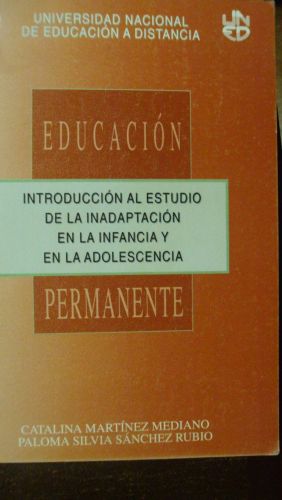 UNIVERSIDAD NACIONAL
DE EDUCACIÓN A DISTANCIA
UNED
EDUCACIÓN
INTRODUCCIÓN AL ESTUDIO
DE LA INADAPTACIÓN
EN LA INFANCIA Y
EN LA ADOLESCENCIA
PERMANENTE
CATALINA MARTÍNEZ MEDIANO
PALOMA SILVIA SÁNCHEZ RUBIO